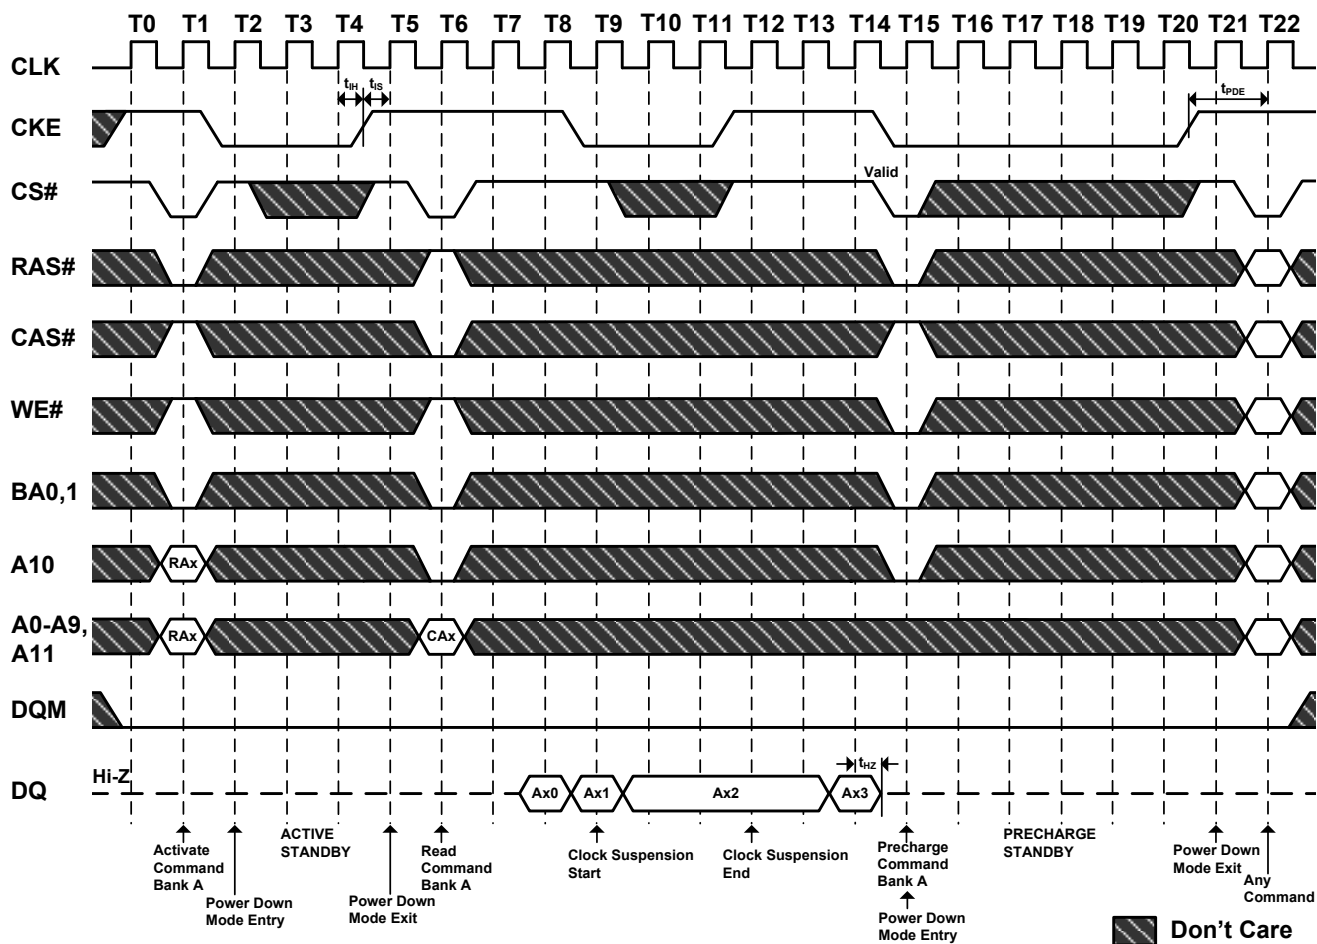 T0 T1 T2 T3 T4 T5 T6 T7 T8 T9 T10 T11 T12 T13 T14 T15 T16 T17 T18 T19 T20 T21 T22
CLK
tIH tIS tPDE
CKE
Valid
CS#
RAS#
CAS#
WE#
BA0,1
A10
RAx
A0-A9,
A11
RAx CAx
DQM
Hi-Z
tHZ
DQ
Ax0 Ax1 Ax2 Ax3
Activate
Command
Bank A
Power Down
Mode Entry
ACTIVE
STANDBY
Power Down
Mode Exit
Read
Command
Bank A
Clock Suspension
Start
Clock Suspension
End
Precharge
Command
Bank A
Power Down
Mode Entry
PRECHARGE
STANDBY
Power Down
Mode Exit
Any
Command
Don't Care